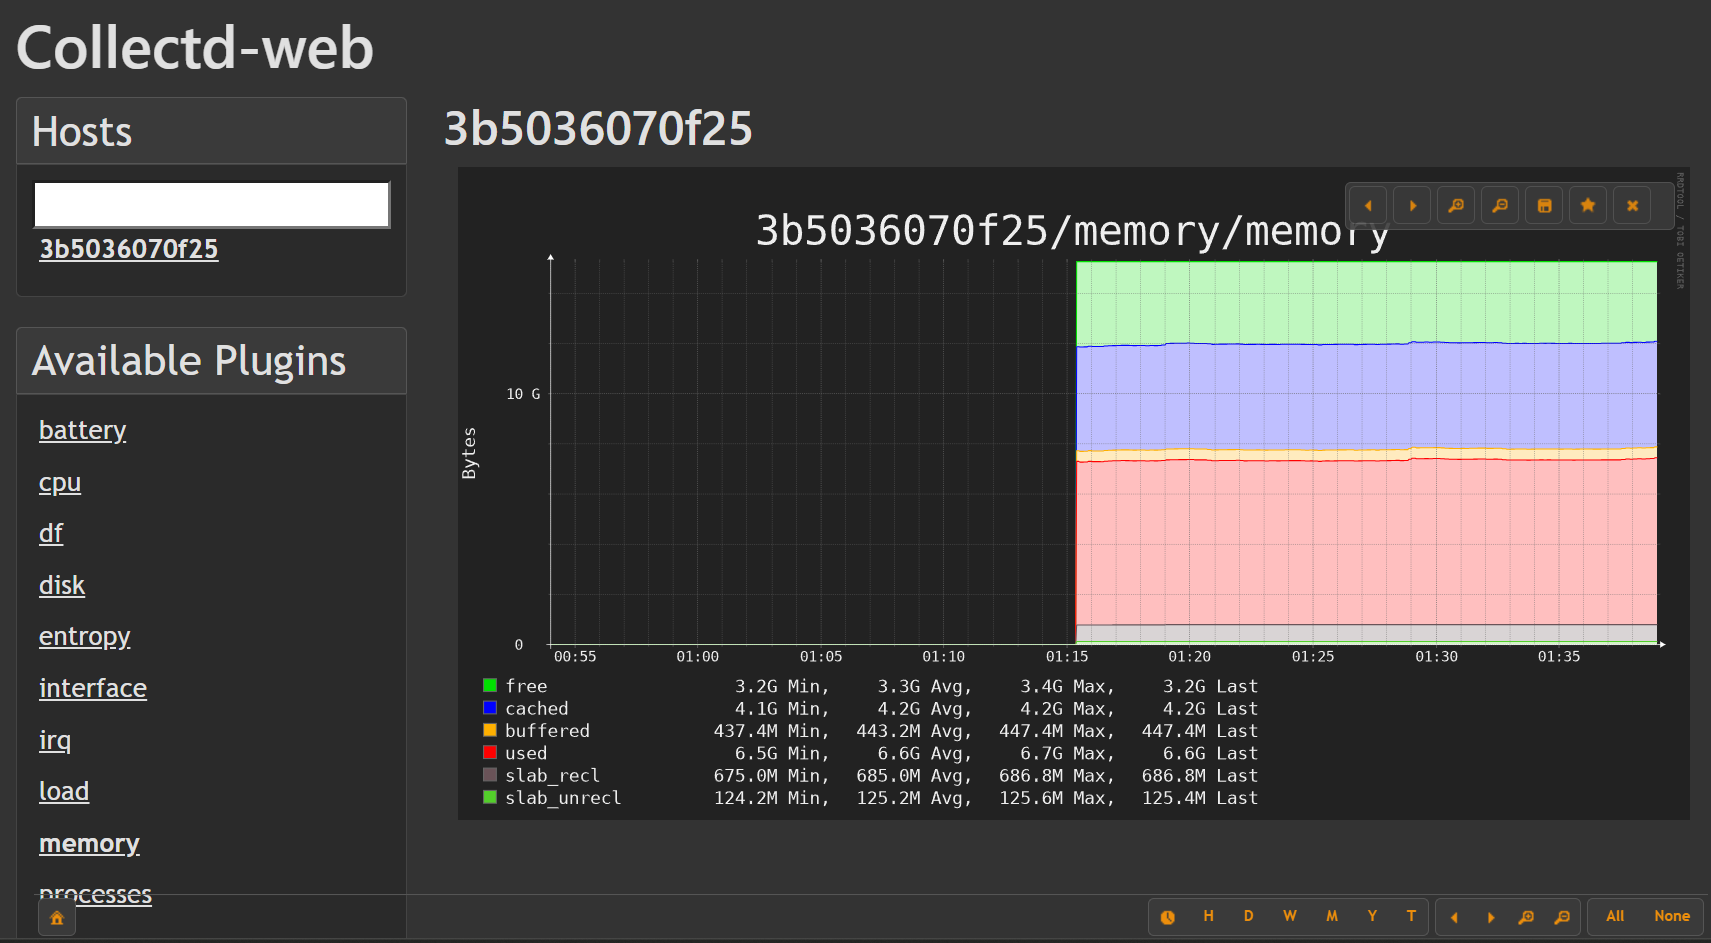 Collectd-web
Hosts
3b5036070f25
Available Plugins
battery
cpu
df
disk
entropy
interface
irq
load
memory
processes
3b5036070f25
3b5036070f25/memory/memory
RRDTOOL / TOBI OETIKER
Bytes
10 G
0
00:55 01:00 01:05 01:10 01:15 01:20 01:25 01:30 01:35
free 3.2G Min, 3.3G Avg, 3.4G Max, 3.2G Last
cached 4.1G Min, 4.2G Avg, 4.2G Max, 4.2G Last
buffered 437.4M Min, 443.2M Avg, 447.4M Max, 447.4M Last
used 6.5G Min, 6.6G Avg, 6.7G Max, 6.6G Last
slab_recl 675.0M Min, 685.0M Avg, 686.8M Max, 686.8M Last
slab_unrecl 124.2M Min, 125.2M Avg, 125.6M Max, 125.4M Last
H D W M Y T All None